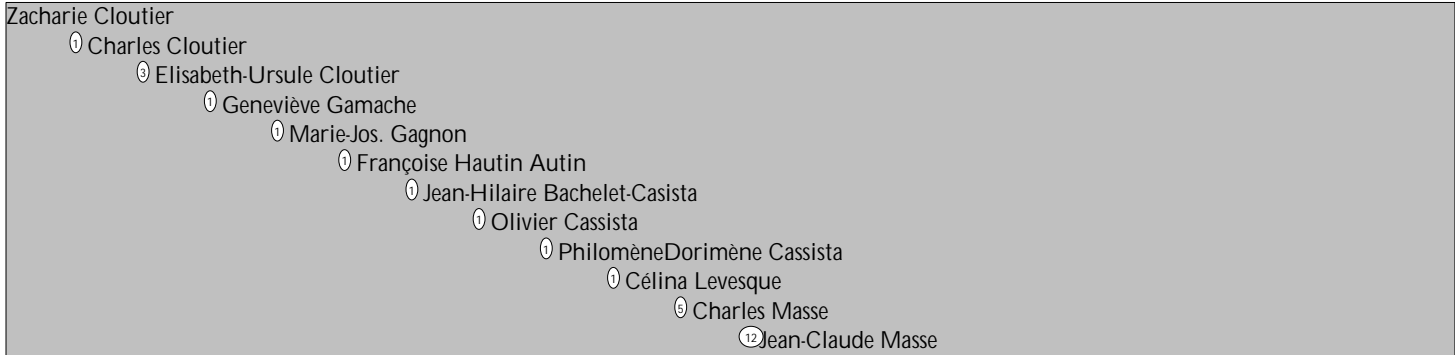 Zacharie Cloutier
1 Charles Cloutier
3 Elisabeth-Ursule Cloutier
1 Geneviève Gamache
1 Marie-Jos. Gagnon
1 Françoise Hautin Autin
1 Jean-Hilaire Bachelet-Casista
1 Olivier Cassista
1 PhilomèneDorimène Cassista
1 Célina Levesque
5 Charles Masse
12 Jean-Claude Masse